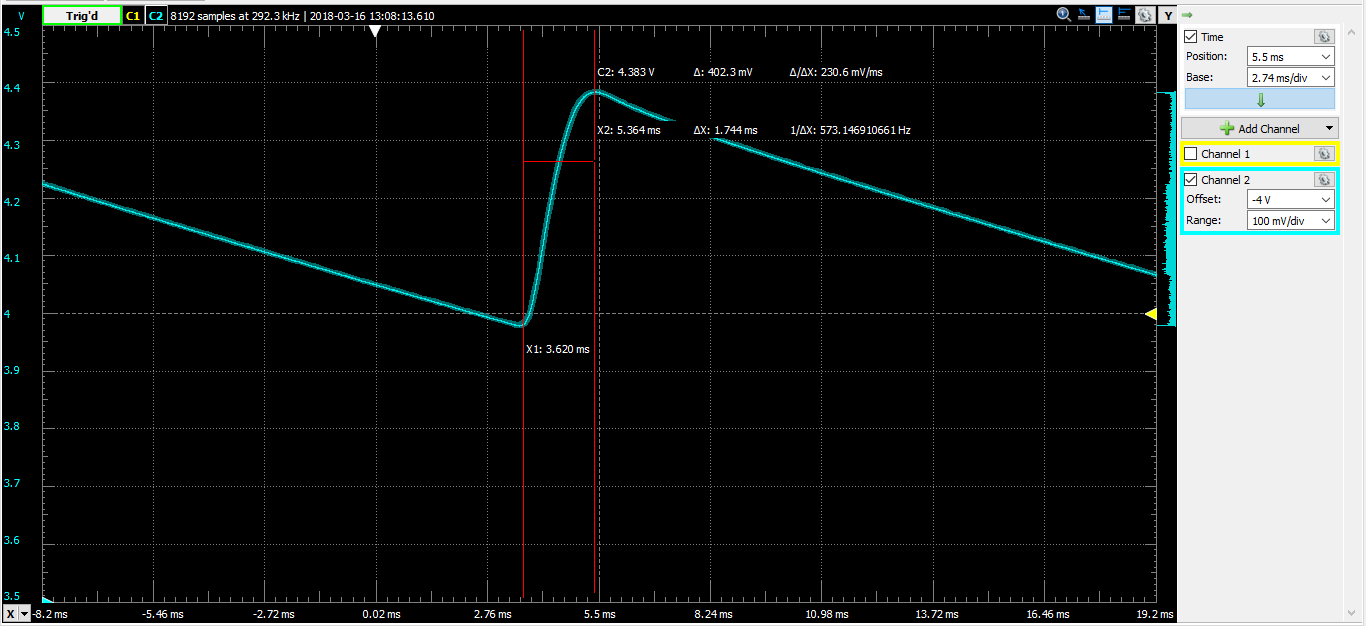 V Trig'd C1 C2 8192 samples at 292.3 kHz | 2018-03-16 13:08:13.610 Y
4.5
4.4
4.3
4.2
4.1
4
3.9
3.8
3.7
3.6
3.5
C2: 4.383 V Δ: 402.3 mV Δ/ΔX: 230.6 mV/ms
X2: 5.364 ms ΔX: 1.744 ms 1/ΔX: 573.146910661 Hz
X1: 3.620 ms
X -8.2 ms -5.46 ms -2.72 ms 0.02 ms 2.76 ms 5.5 ms 8.24 ms 10.98 ms 13.72 ms 16.46 ms 19.2 ms
Time
Position: 5.5 ms
Base: 2.74 ms/div
Add Channel
Channel 1
Channel 2
Offset: -4 V
Range: 100 mV/div